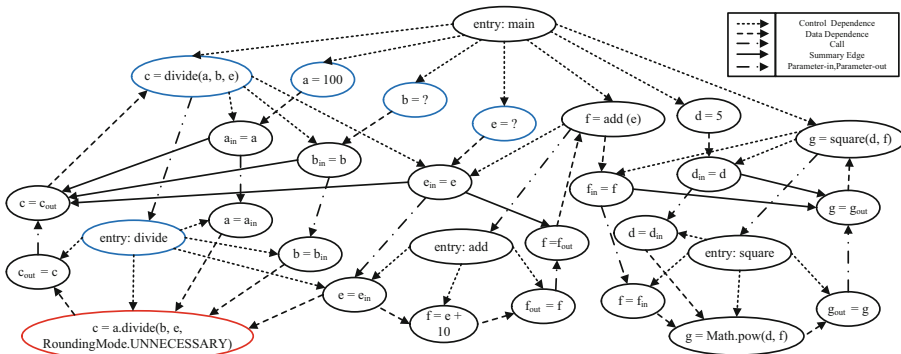 entry: main
Control Dependence
Data Dependence
Call
Summary Edge
Parameter-in,Parameter-out
c = divide(a, b, e)
a = 100
b = ?
e = ?
f = add (e)
d = 5
g = square(d, f)
a_in = a
b_in = b
e_in = e
f_in = f
d_in = d
c = c_out
a = a_in
g = g_out
entry: divide
b = b_in
entry: add
f =f_out
d = d_in
entry: square
c_out = c
e = e_in
f = e +
10
f_out = f
f = f_in
g_out = g
c = a.divide(b, e,
RoundingMode.UNNECESSARY)
g = Math.pow(d, f)